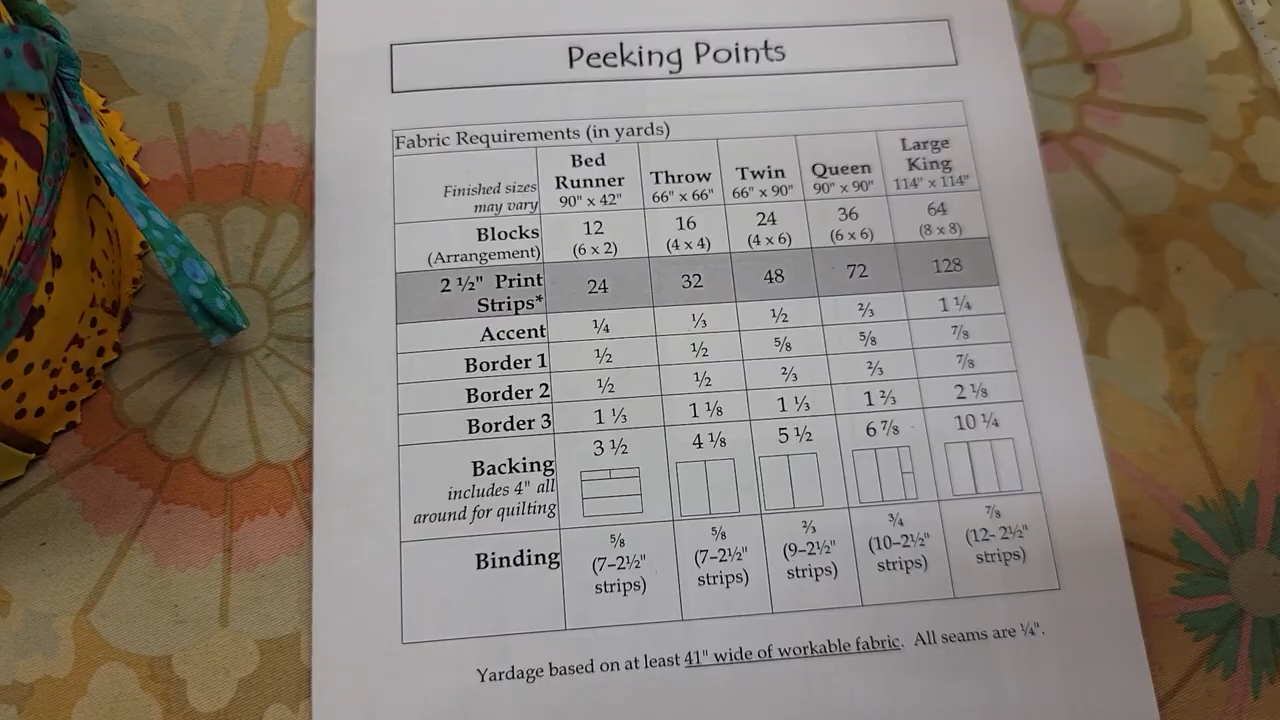 Peeking Points
Fabric Requirements (in yards)
Finished sizes may vary Bed Runner 90" x 42" Throw 66" x 66" Twin 66" x 90" Queen 90" x 90" Large King 114" x 114"
Blocks (Arrangement) 12 (6 x 2) 16 (4 x 4) 24 (4 x 6) 36 (6 x 6) 64 (8 x 8)
2 ½" Print Strips* 24 32 48 72 128
Accent ¼ ⅓ ½ ⅔ 1 ¼
Border 1 ½ ½ ⅝ ⅝ ⅞
Border 2 ½ ½ ⅔ ⅔ ⅞
Border 3 1 ⅓ 1 ⅛ 1 ⅓ 1 ⅔ 2 ⅛
Backing includes 4" all around for quilting 3 ½ 4 ⅛ 5 ½ 6 ⅞ 10 ¼
Binding ⅝ (7–2½" strips) ⅝ (7–2½" strips) ⅔ (9–2½" strips) ¾ (10–2½" strips) ⅞ (12- 2½" strips)
Yardage based on at least 41" wide of workable fabric. All seams are ¼".